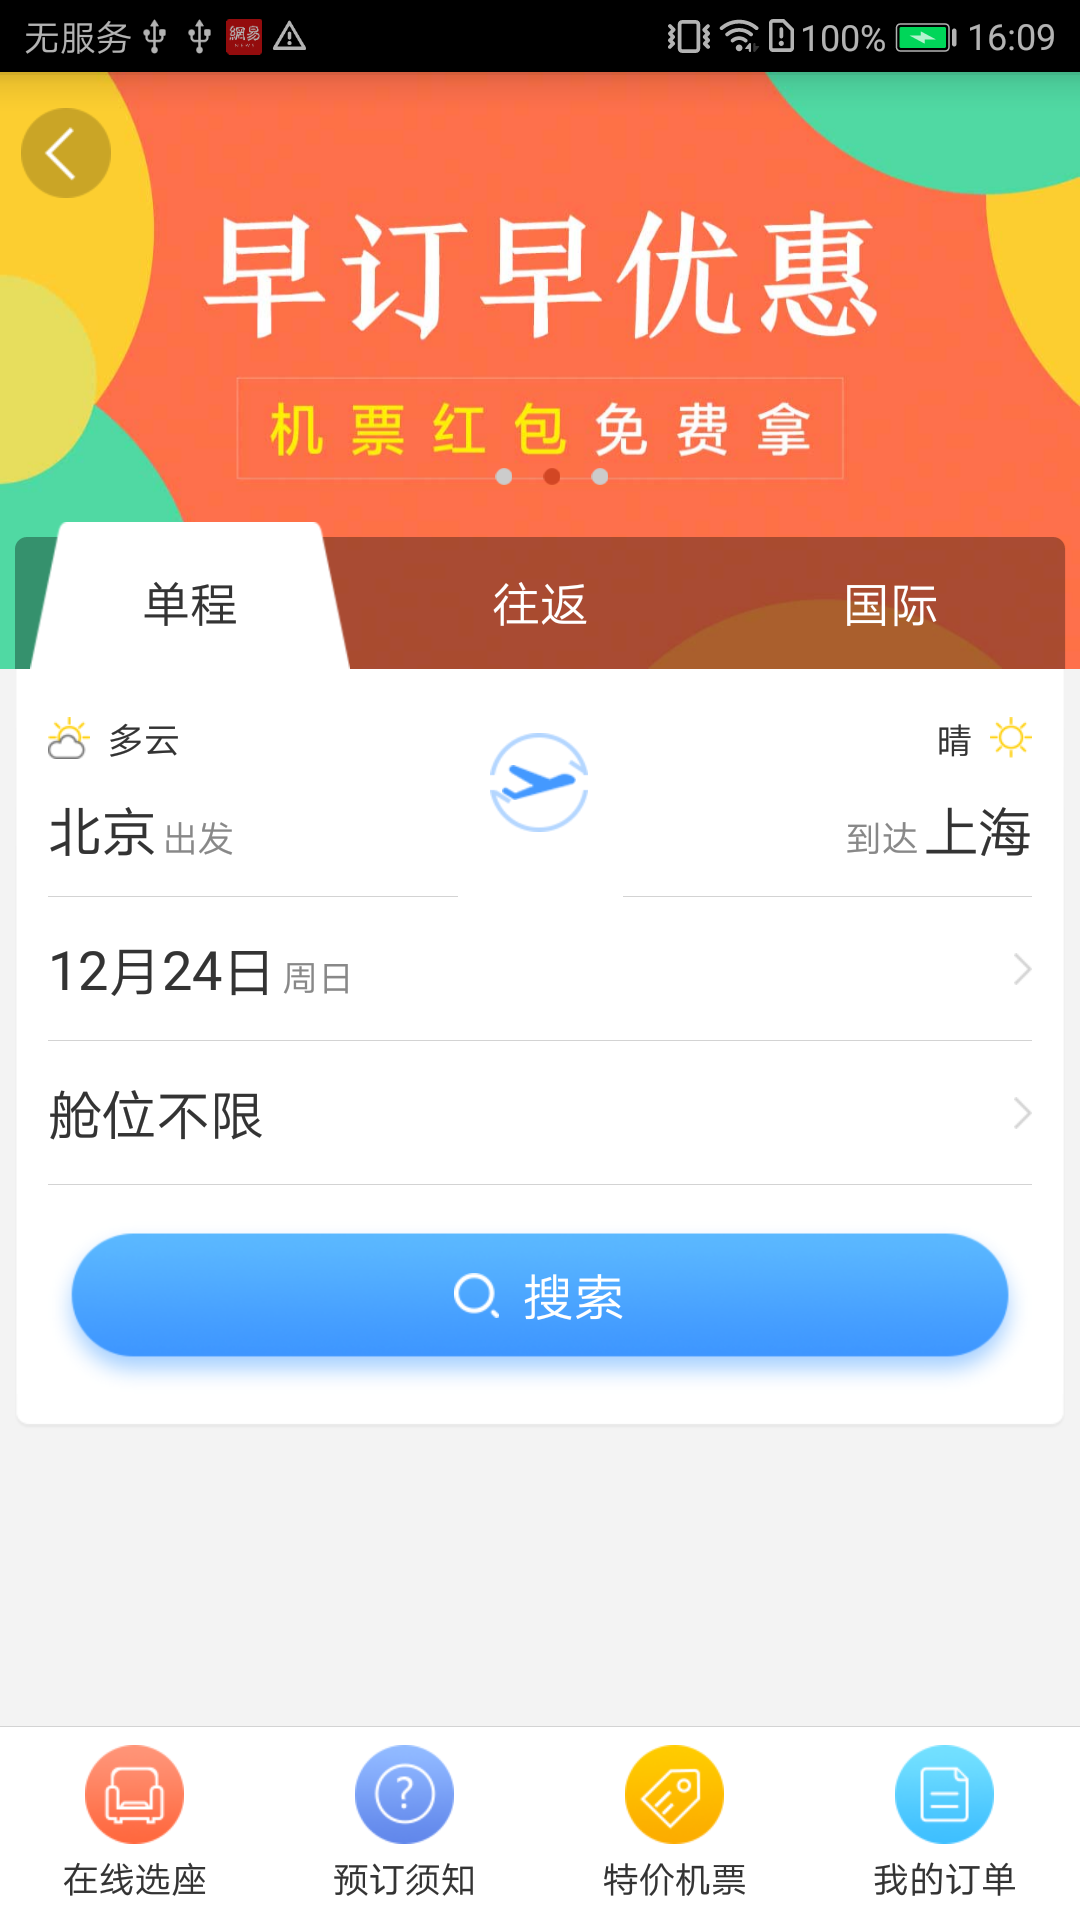 无服务 網易 NEWS 100% 16:09
早订早优惠
机票红包免费拿
单程 往返 国际
多云 晴
北京 出发 到达 上海
12月24日 周日
舱位不限
搜索
在线选座 预订须知 特价机票 我的订单